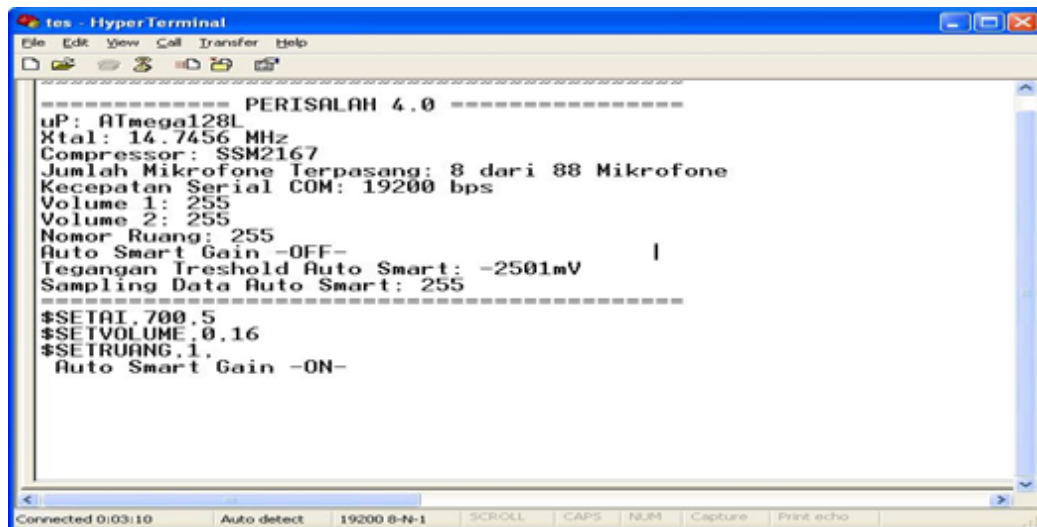 tes - HyperTerminal
File Edit View Call Transfer Help
============= PERISALAH 4.0 ================
uP: ATmega128L
Xtal: 14.7456 MHz
Compressor: SSM2167
Jumlah Mikrofone Terpasang: 8 dari 88 Mikrofone
Kecepatan Serial COM: 19200 bps
Volume 1: 255
Volume 2: 255
Nomor Ruang: 255
Auto Smart Gain -OFF-
Tegangan Treshold Auto Smart: -2501mV
Sampling Data Auto Smart: 255
============================================
$SETAI,700,5
$SETVOLUME,0,16
$SETRUANG,1,
Auto Smart Gain -ON-
Connected 0:03:10 Auto detect 19200 8-N-1 SCROLL CAPS NUM Capture Print echo